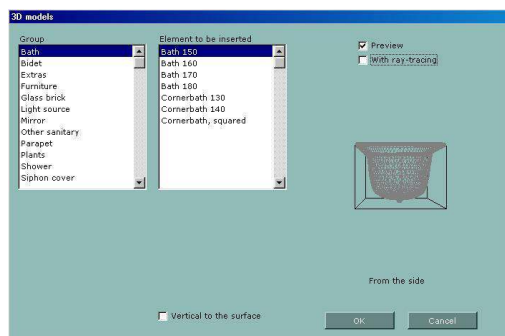 3D models
Group
Bath
Bidet
Extras
Furniture
Glass brick
Light source
Mirror
Other sanitary
Parapet
Plants
Shower
Siphon cover
Element to be inserted
Bath 150
Bath 160
Bath 170
Bath 180
Cornerbath 130
Cornerbath 140
Cornerbath, squared
Preview
With ray-tracing
From the side
Vertical to the surface
OK
Cancel